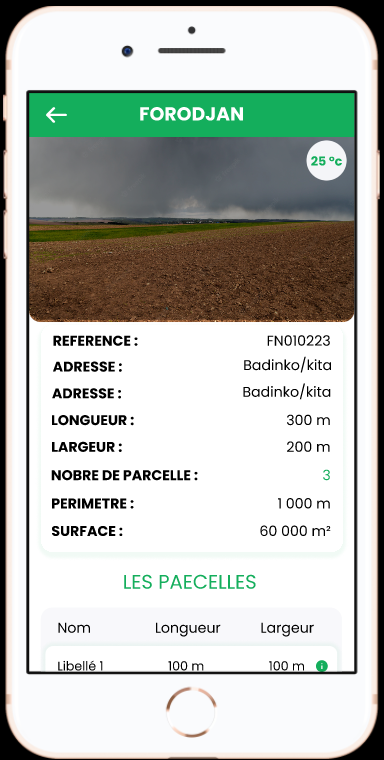 FORODJAN
25 °c
REFERENCE : FN010223
ADRESSE : Badinko/kita
ADRESSE : Badinko/kita
LONGUEUR : 300 m
LARGEUR : 200 m
NOBRE DE PARCELLE : 3
PERIMETRE : 1 000 m
SURFACE : 60 000 m²
LES PAECELLES
Nom Longueur Largeur
Libellé 1 100 m 100 m